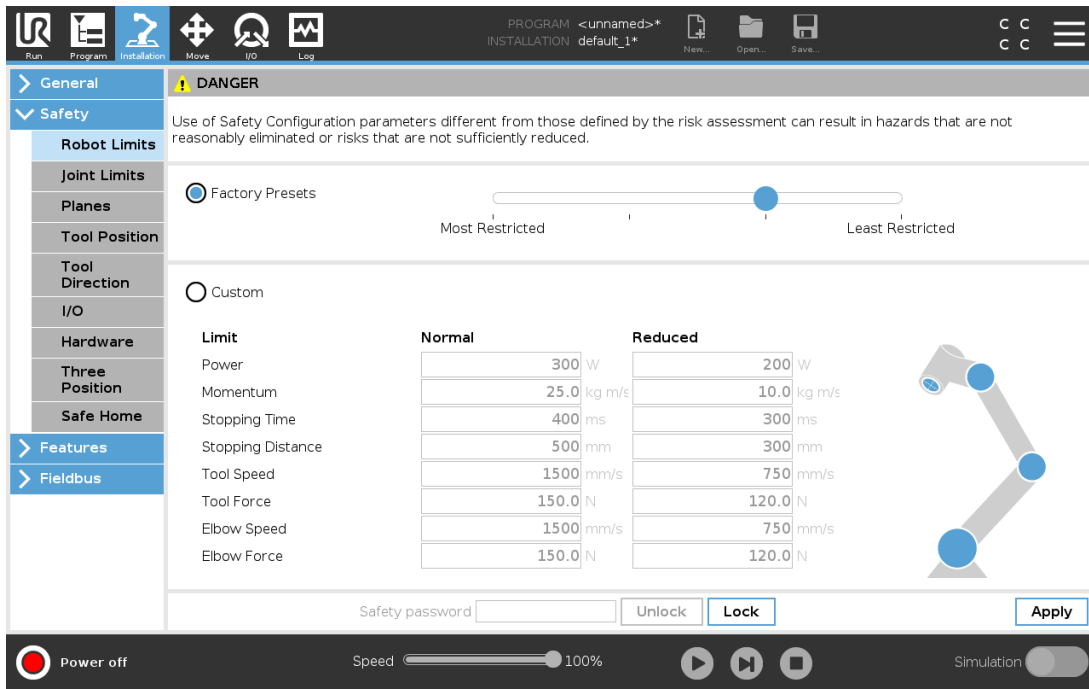 PROGRAM <unnamed>*
INSTALLATION default_1*
New... Open... Save...
C C
C C
UR
Run Program Installation Move I/O Log
General
Safety
Robot Limits
Joint Limits
Planes
Tool Position
Tool
Direction
I/O
Hardware
Three
Position
Safe Home
Features
Fieldbus
! DANGER
Use of Safety Configuration parameters different from those defined by the risk assessment can result in hazards that are not
reasonably eliminated or risks that are not sufficiently reduced.
Factory Presets
Most Restricted Least Restricted
Custom
Limit Normal Reduced
Power 300 W 200 W
Momentum 25.0 kg m/s 10.0 kg m/s
Stopping Time 400 ms 300 ms
Stopping Distance 500 mm 300 mm
Tool Speed 1500 mm/s 750 mm/s
Tool Force 150.0 N 120.0 N
Elbow Speed 1500 mm/s 750 mm/s
Elbow Force 150.0 N 120.0 N
Safety password Unlock Lock Apply
Power off Speed 100% Simulation